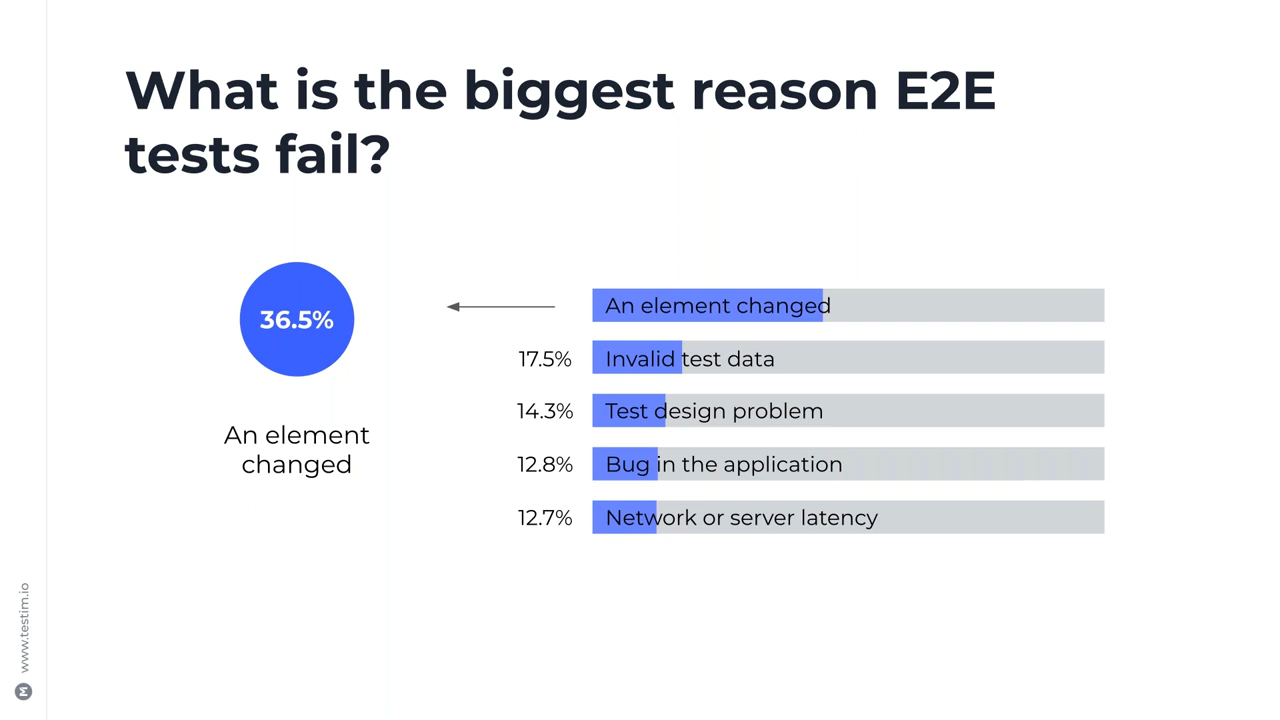 What is the biggest reason E2E
tests fail?
36.5%
An element
changed
An element changed
17.5% Invalid test data
14.3% Test design problem
12.8% Bug in the application
12.7% Network or server latency
www.testim.io